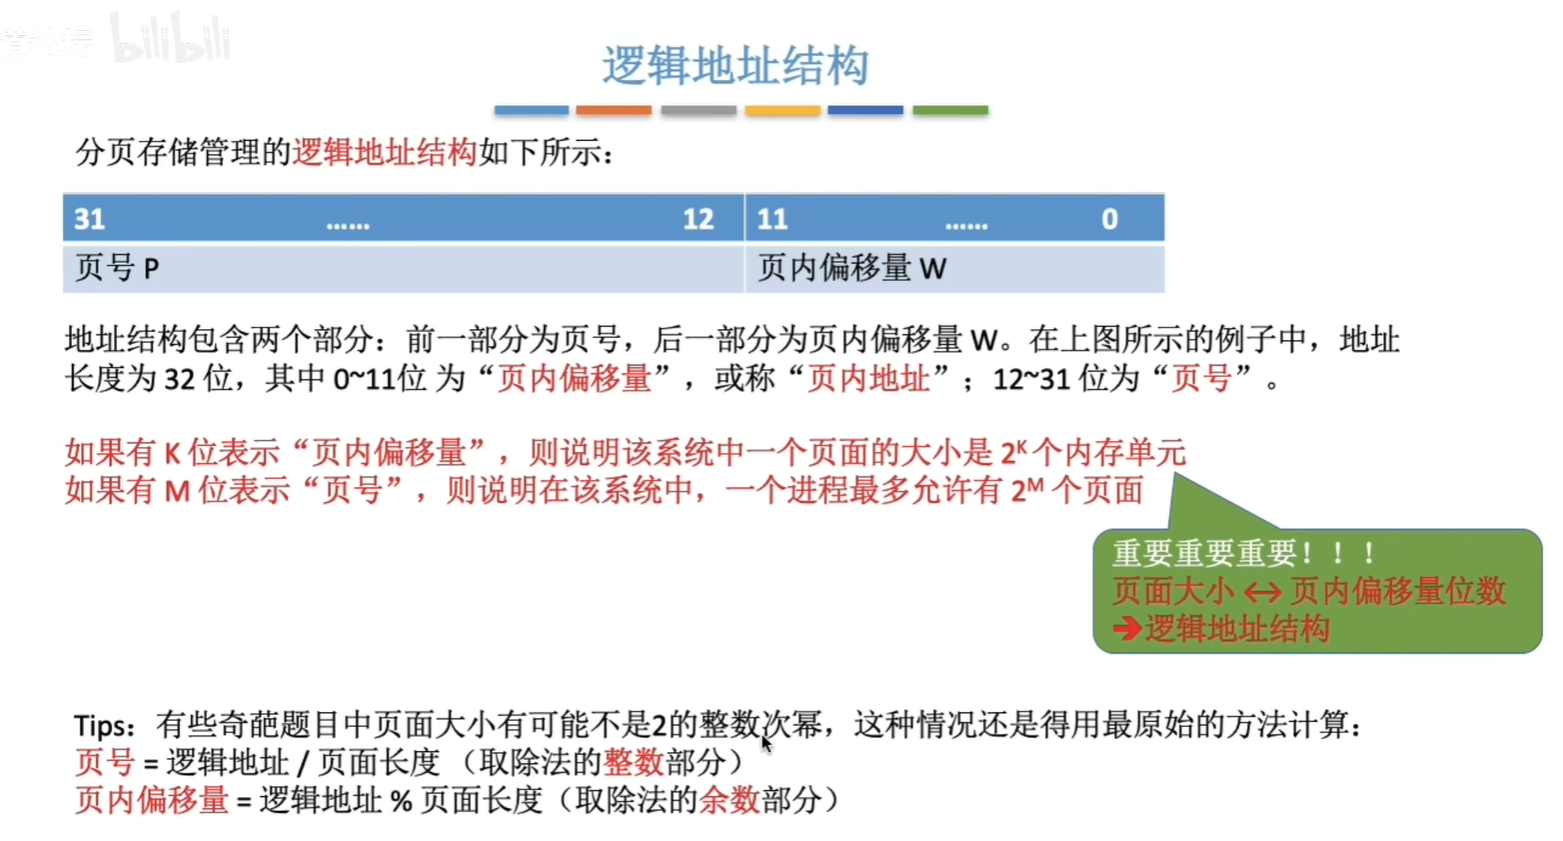 bilibili
逻辑地址结构
分页存储管理的逻辑地址结构如下所示：
31 …… 12 11 …… 0
页号 P 页内偏移量 W
地址结构包含两个部分：前一部分为页号，后一部分为页内偏移量 W。在上图所示的例子中，地址
长度为 32 位，其中 0~11位 为“页内偏移量”，或称“页内地址”；12~31 位为“页号”。
如果有 K 位表示“页内偏移量”，则说明该系统中一个页面的大小是 2ᴷ 个内存单元
如果有 M 位表示“页号”，则说明在该系统中，一个进程最多允许有 2ᴹ 个页面
重要重要重要！！！
页面大小 ↔ 页内偏移量位数
➔逻辑地址结构
Tips：有些奇葩题目中页面大小有可能不是2的整数次幂，这种情况还是得用最原始的方法计算：
页号 = 逻辑地址 / 页面长度 （取除法的整数部分）
页内偏移量 = 逻辑地址 % 页面长度（取除法的余数部分）